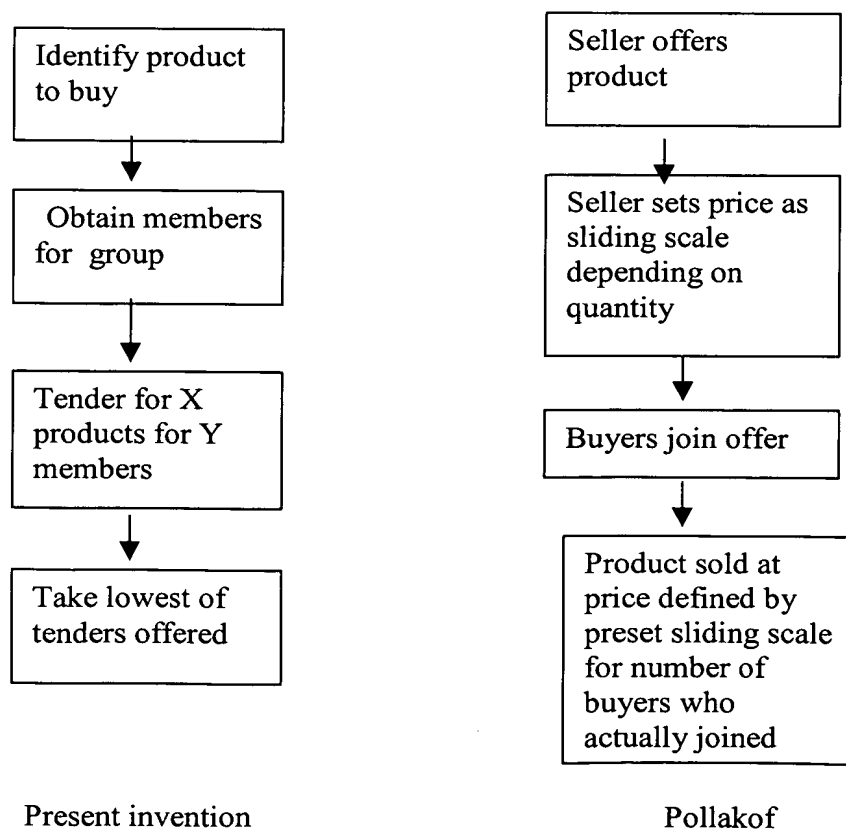 Identify product
to buy
Obtain members
for group
Tender for X
products for Y
members
Take lowest of
tenders offered
Present invention
Seller offers
product
Seller sets price as
sliding scale
depending on
quantity
Buyers join offer
Product sold at
price defined by
preset sliding scale
for number of
buyers who
actually joined
Pollakof